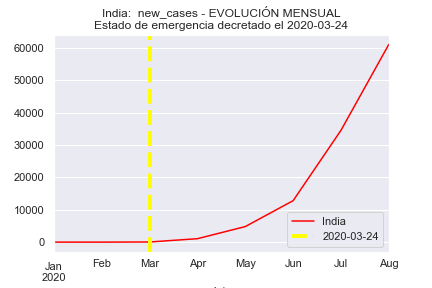 India: new_cases - EVOLUCIÓN MENSUAL
Estado de emergencia decretado el 2020-03-24
60000
50000
40000
30000
20000
10000
0
India
2020-03-24
Jan Feb Mar Apr May Jun Jul Aug
2020